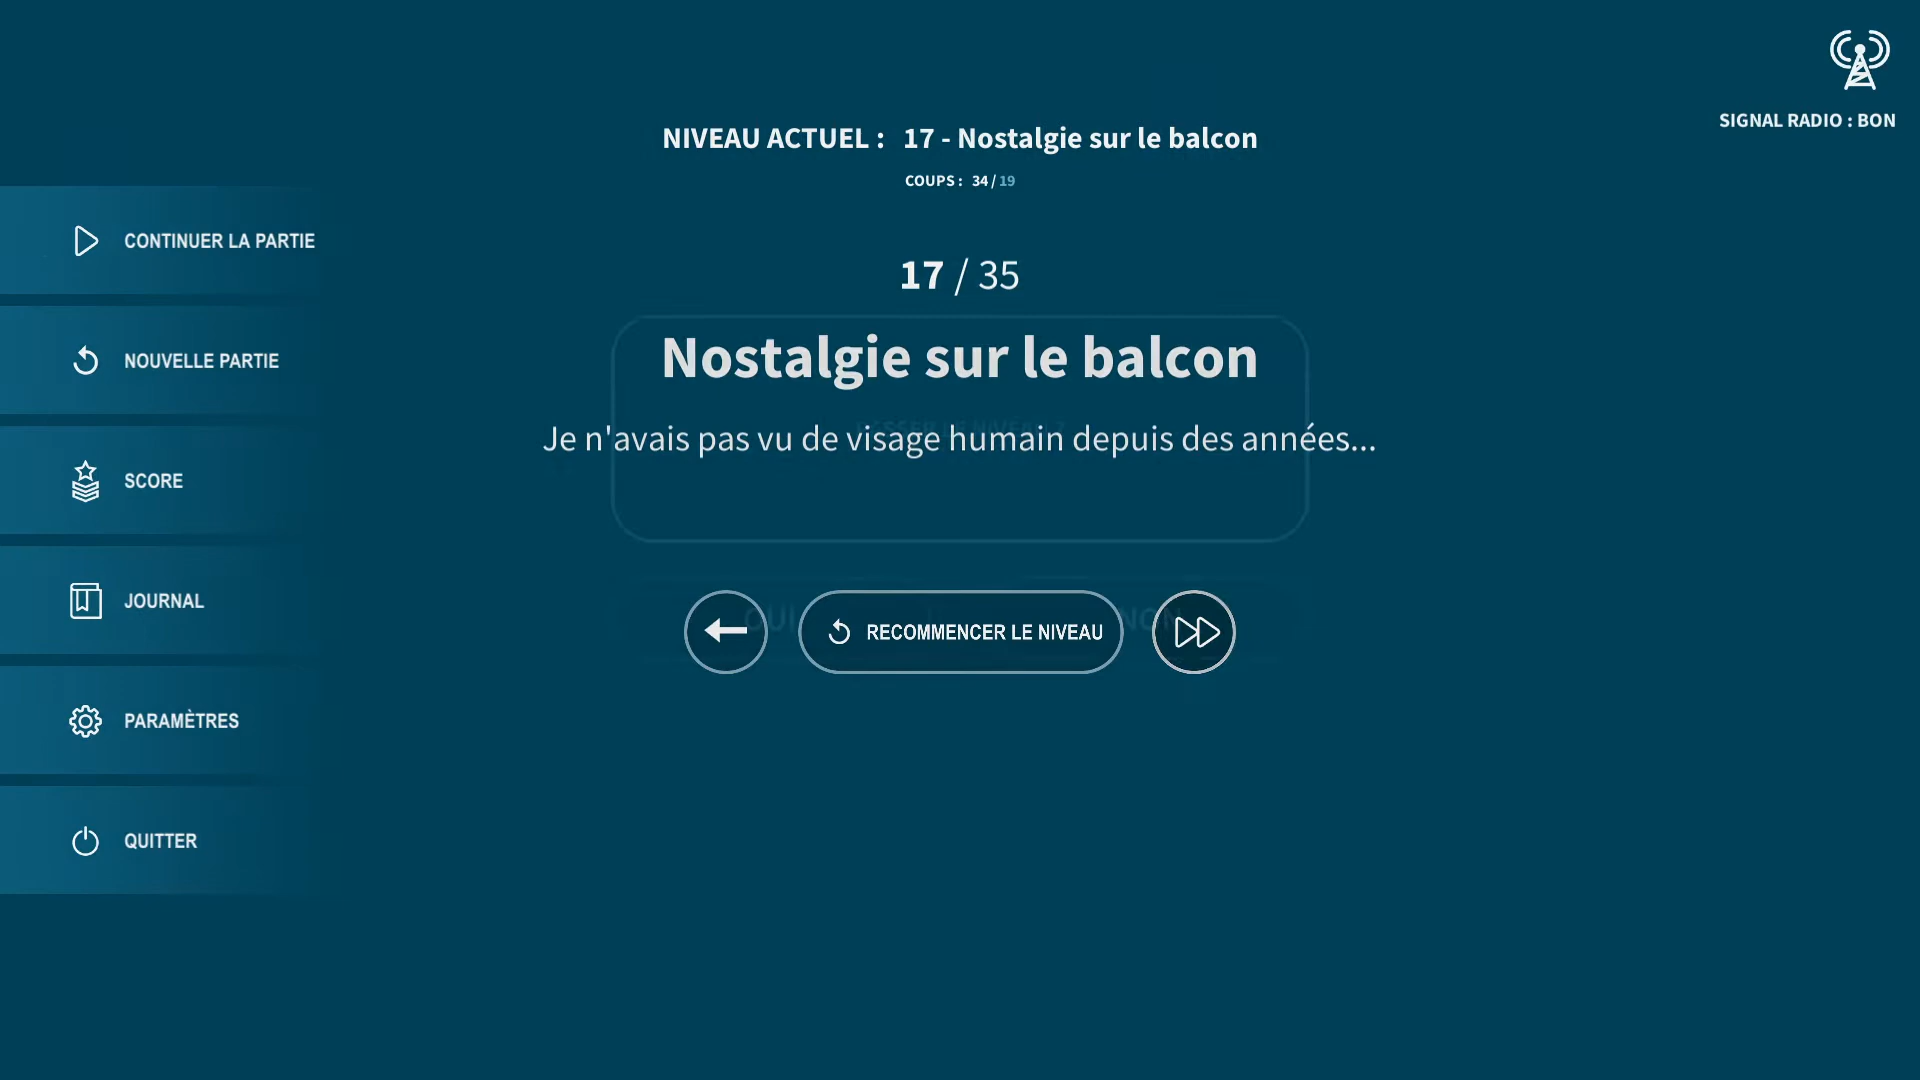 SIGNAL RADIO : BON
NIVEAU ACTUEL : 17 - Nostalgie sur le balcon
COUPS : 34 / 19
CONTINUER LA PARTIE
NOUVELLE PARTIE
SCORE
JOURNAL
PARAMÈTRES
QUITTER
17 / 35
Nostalgie sur le balcon
Je n'avais pas vu de visage humain depuis des années...
OUI
NON
RECOMMENCER LE NIVEAU